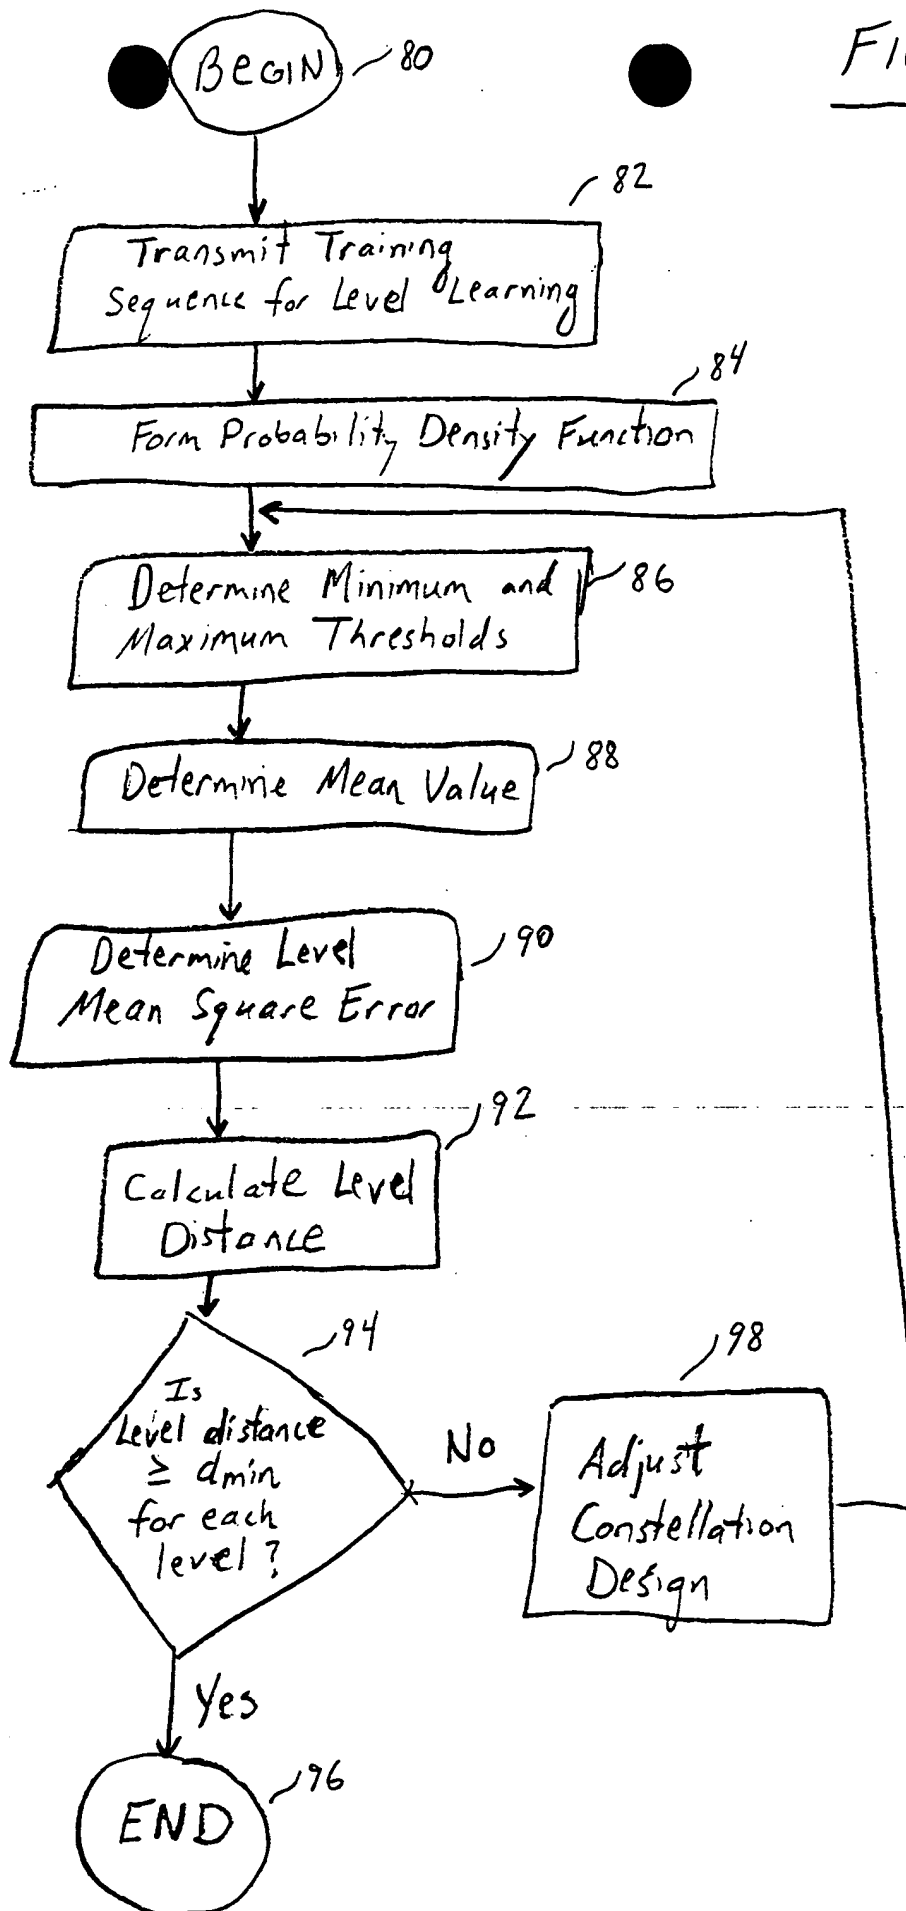 BEGIN
80
82
Transmit Training
Sequence for Level Learning
84
Form Probability Density Function
86
Determine Minimum and
Maximum Thresholds
88
Determine Mean Value
90
Determine Level
Mean Square Error
92
Calculate Level
Distance
94
Is
Level distance
≥ dmin
for each
level?
No
98
Adjust
Constellation
Design
Yes
96
END